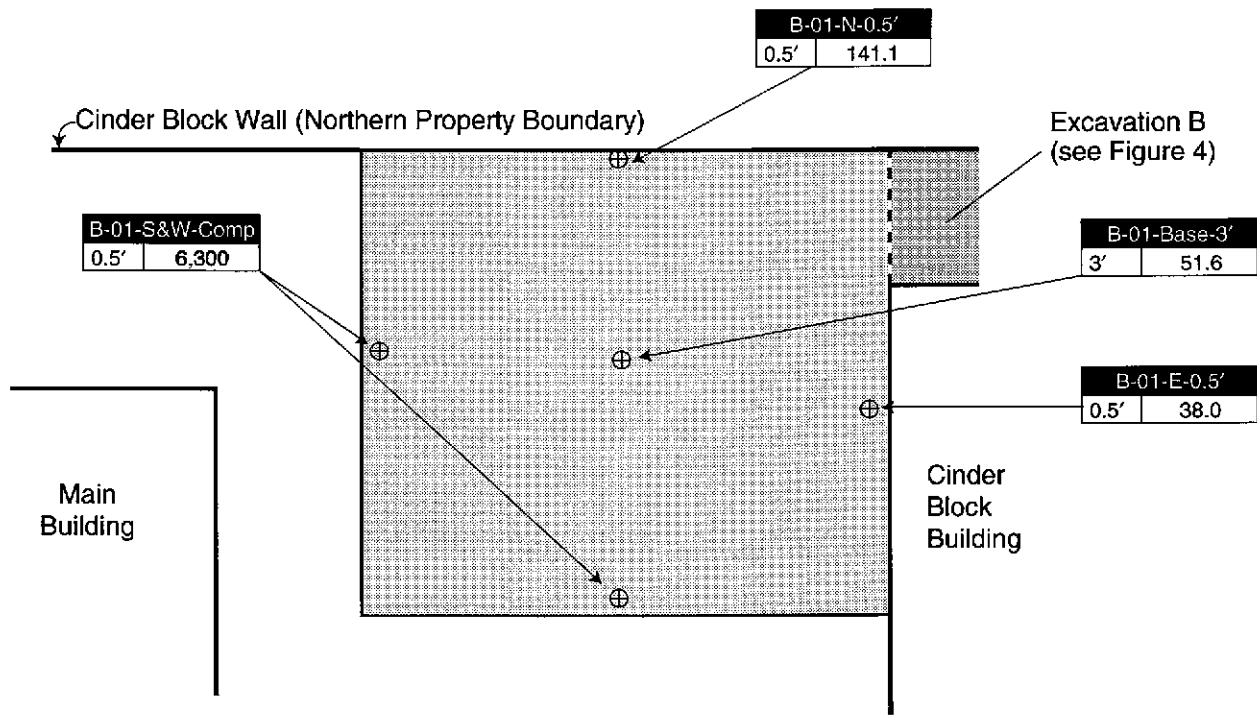 B-01-N-0.5′
0.5′ 141.1
Cinder Block Wall (Northern Property Boundary)
Excavation B
(see Figure 4)
B-01-S&W-Comp
0.5′ 6,300
B-01-Base-3′
3′ 51.6
B-01-E-0.5′
0.5′ 38.0
Main
Building
Cinder
Block
Building